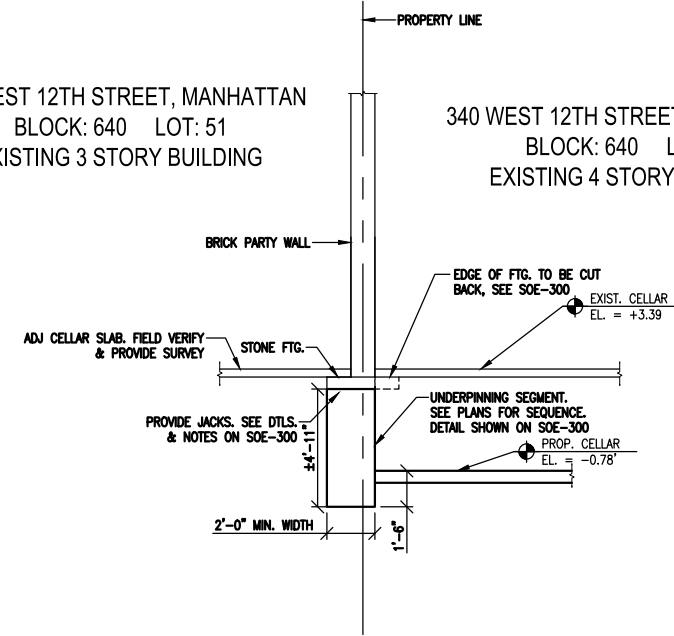 PROPERTY LINE
EST 12TH STREET, MANHATTAN
BLOCK: 640 LOT: 51
XISTING 3 STORY BUILDING
340 WEST 12TH STREET
BLOCK: 640 L
EXISTING 4 STORY
BRICK PARTY WALL
EDGE OF FTG. TO BE CUT
BACK, SEE SOE-300
EXIST. CELLAR
EL. = +3.39
ADJ CELLAR SLAB. FIELD VERIFY
& PROVIDE SURVEY
STONE FTG.
UNDERPINNING SEGMENT.
SEE PLANS FOR SEQUENCE.
DETAIL SHOWN ON SOE-300
PROVIDE JACKS. SEE DTLS.
& NOTES ON SOE-300
±4'-11"
PROP. CELLAR
EL. = -0.78'
2'-0" MIN. WIDTH
1'-6"